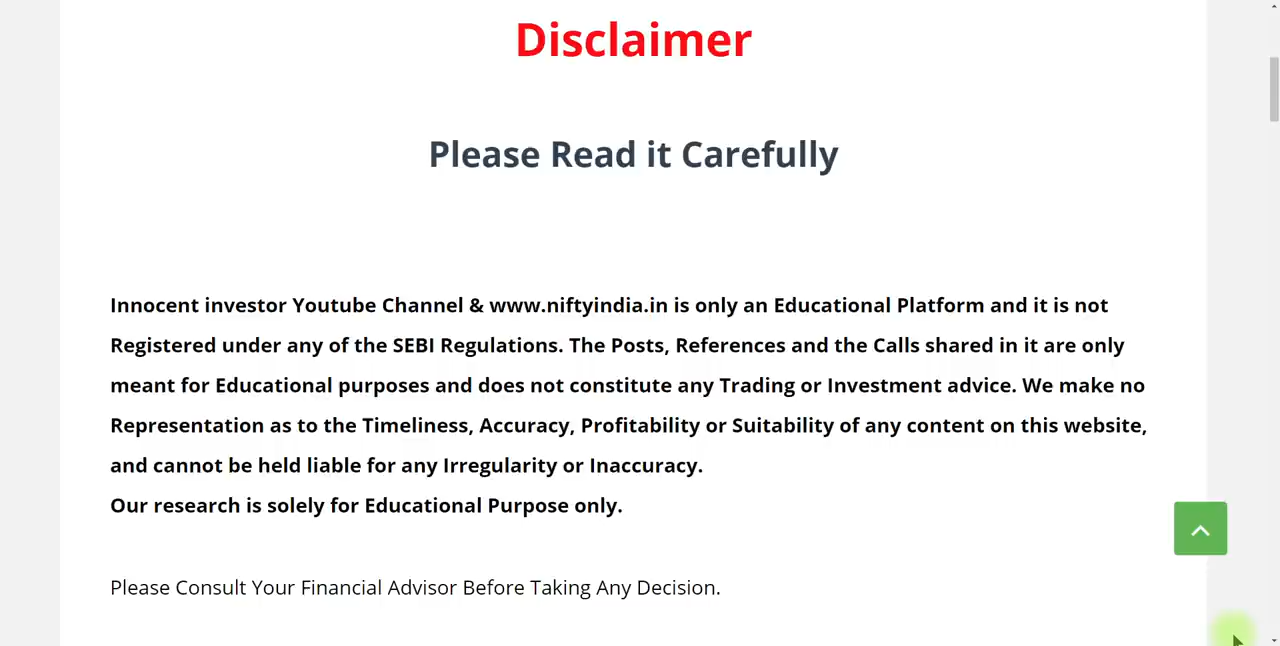 Disclaimer
Please Read it Carefully
Innocent investor Youtube Channel & www.niftyindia.in is only an Educational Platform and it is not
Registered under any of the SEBI Regulations. The Posts, References and the Calls shared in it are only
meant for Educational purposes and does not constitute any Trading or Investment advice. We make no
Representation as to the Timeliness, Accuracy, Profitability or Suitability of any content on this website,
and cannot be held liable for any Irregularity or Inaccuracy.
Our research is solely for Educational Purpose only.
Please Consult Your Financial Advisor Before Taking Any Decision.